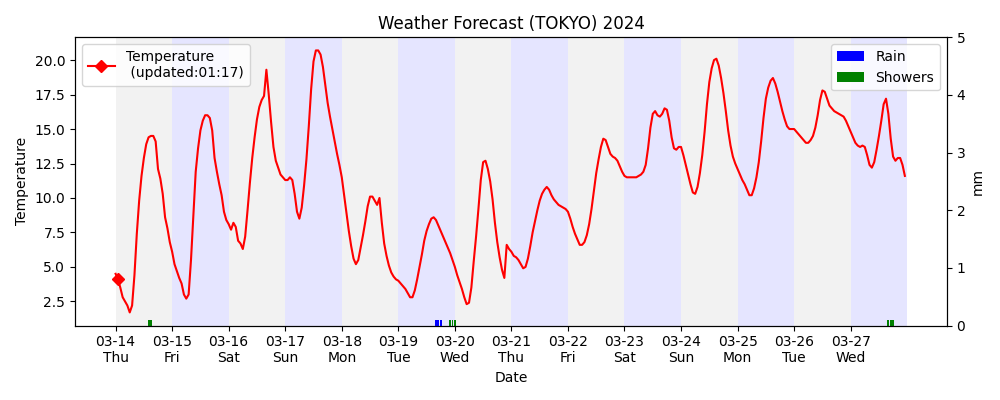 Weather Forecast (TOKYO) 2024
Temperature
(updated:01:17)
Rain
Showers
Temperature
20.0
17.5
15.0
12.5
10.0
7.5
5.0
2.5
5
4
3
2
1
0
mm
03-14 03-15 03-16 03-17 03-18 03-19 03-20 03-21 03-22 03-23 03-24 03-25 03-26 03-27
Thu Fri Sat Sun Mon Tue Wed Thu Fri Sat Sun Mon Tue Wed
Date